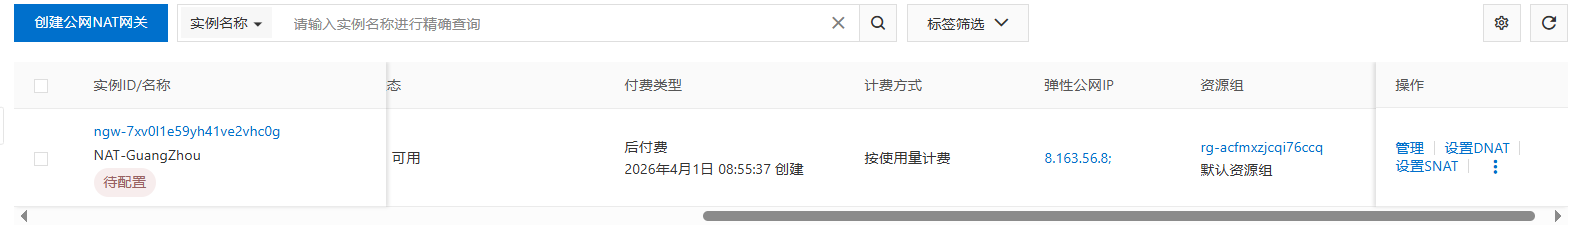 创建公网NAT网关
实例名称
请输入实例名称进行精确查询
标签筛选
实例ID/名称
态
付费类型
计费方式
弹性公网IP
资源组
操作
ngw-7xv0l1e59yh41ve2vhc0g
NAT-GuangZhou
待配置
可用
后付费
2026年4月1日 08:55:37 创建
按使用量计费
8.163.56.8;
rg-acfmxzjcqi76ccq
默认资源组
管理
设置DNAT
设置SNAT